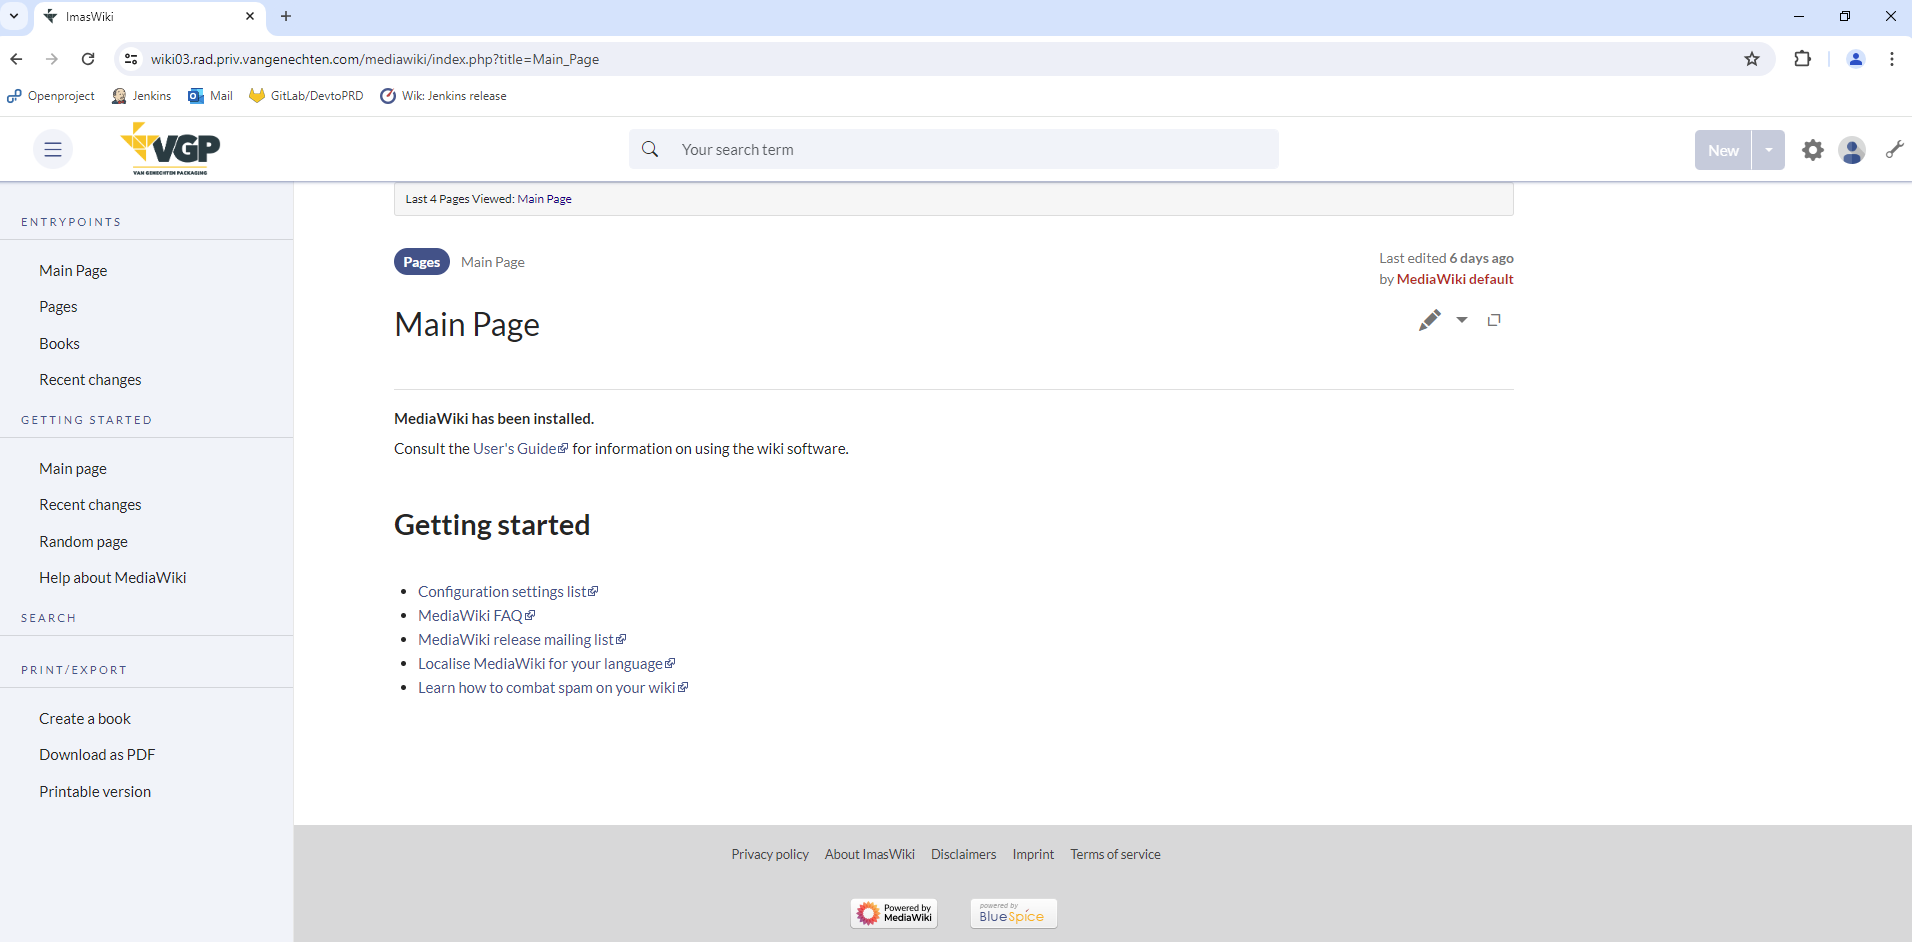 ImasWiki
wiki03.rad.priv.vangenechten.com/mediawiki/index.php?title=Main_Page
Openproject Jenkins Mail GitLab/DevtoPRD Wik: Jenkins release
VGP
VAN GENECHTEN PACKAGING
Your search term
New
ENTRYPOINTS
Main Page
Pages
Books
Recent changes
GETTING STARTED
Main page
Recent changes
Random page
Help about MediaWiki
SEARCH
PRINT/EXPORT
Create a book
Download as PDF
Printable version
Last 4 Pages Viewed: Main Page
Pages Main Page
Last edited 6 days ago
by MediaWiki default
Main Page
MediaWiki has been installed.
Consult the User's Guide for information on using the wiki software.
Getting started
• Configuration settings list
• MediaWiki FAQ
• MediaWiki release mailing list
• Localise MediaWiki for your language
• Learn how to combat spam on your wiki
Privacy policy About ImasWiki Disclaimers Imprint Terms of service
Powered by
MediaWiki
powered by
BlueSpice